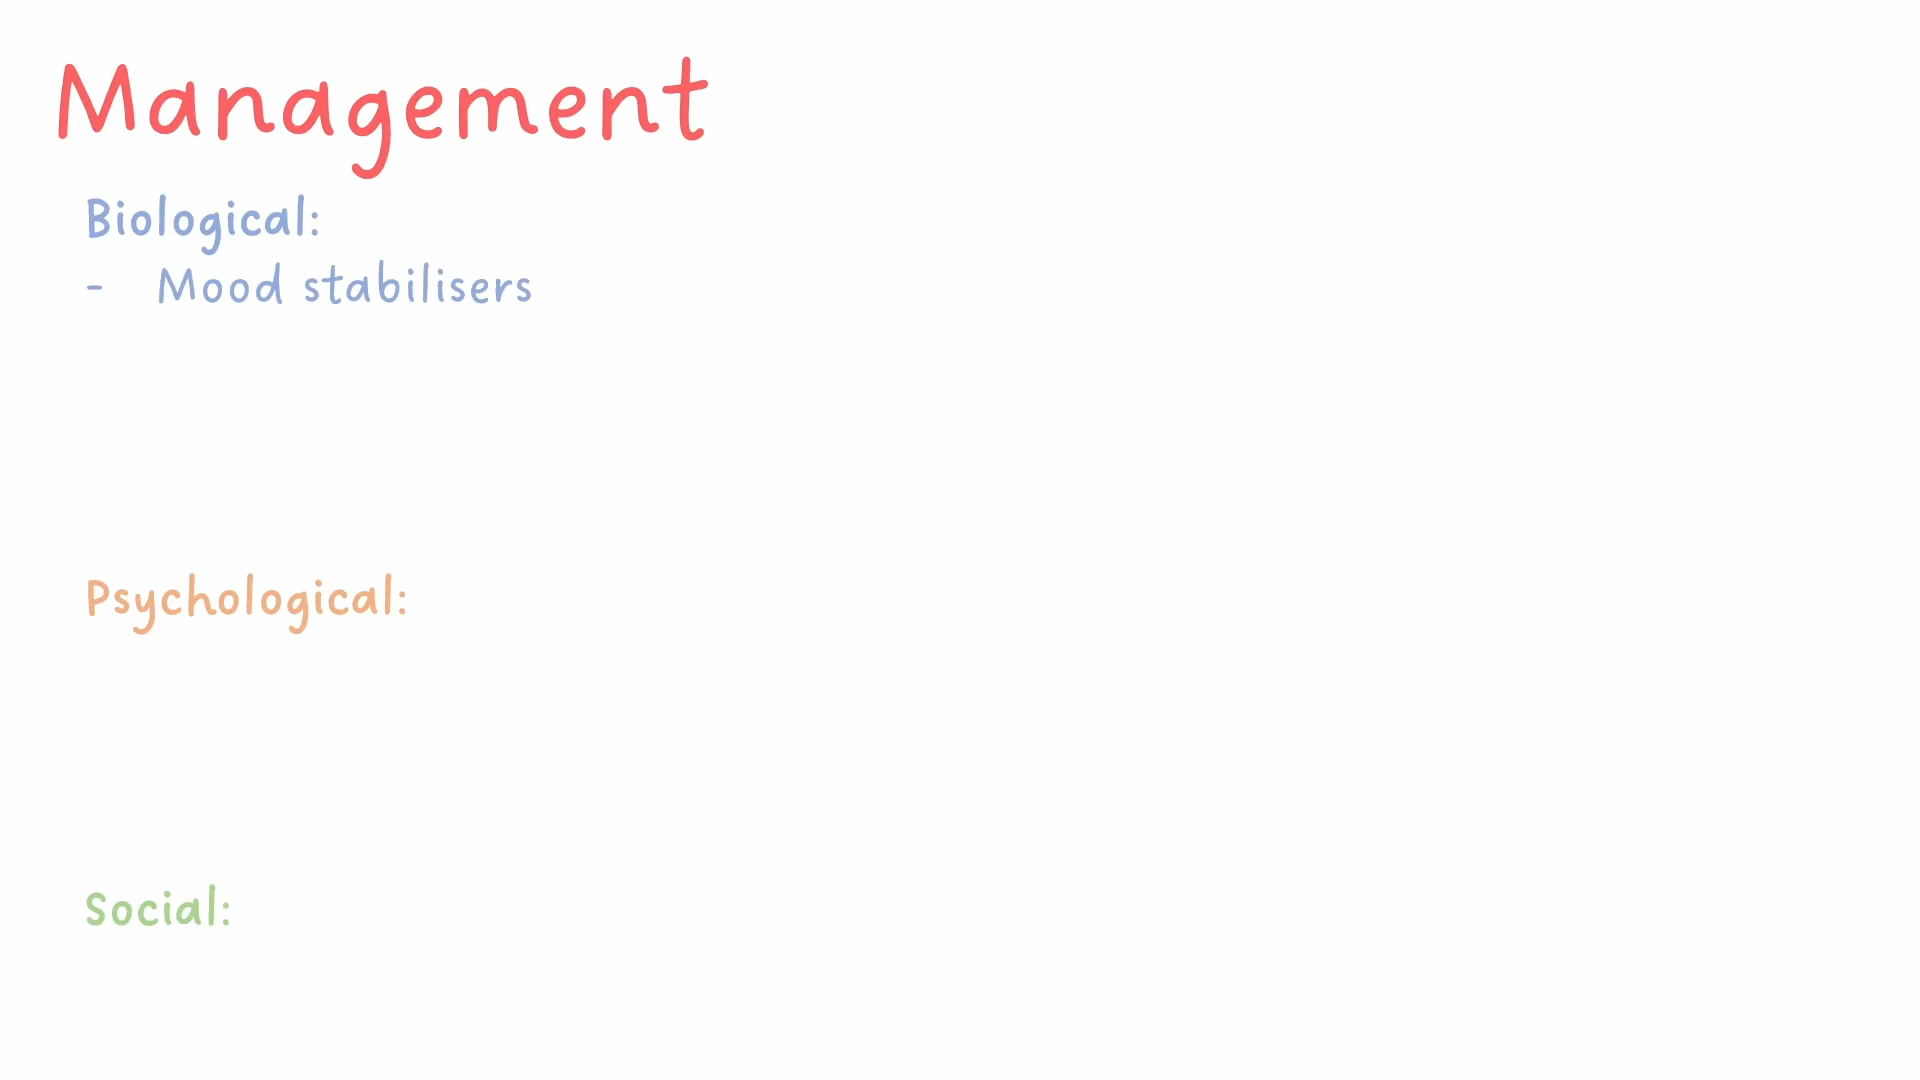 Management
Biological:
- Mood stabilisers
Psychological:
Social: